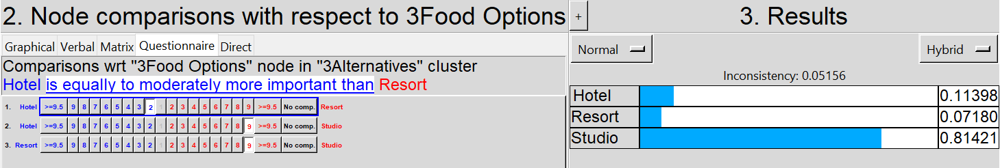 2. Node comparisons with respect to 3Food Options
Graphical Verbal Matrix Questionnaire Direct
Comparisons wrt "3Food Options" node in "3Alternatives" cluster
Hotel is equally to moderately more important than Resort
1. Hotel >=9.5 9 8 7 6 5 4 3 2 1 2 3 4 5 6 7 8 9 >=9.5 No comp. Resort
2. Hotel >=9.5 9 8 7 6 5 4 3 2 1 2 3 4 5 6 7 8 9 >=9.5 No comp. Studio
3. Resort >=9.5 9 8 7 6 5 4 3 2 1 2 3 4 5 6 7 8 9 >=9.5 No comp. Studio
+ 3. Results
Normal Hybrid
Inconsistency: 0.05156
Hotel 0.11398
Resort 0.07180
Studio 0.81421